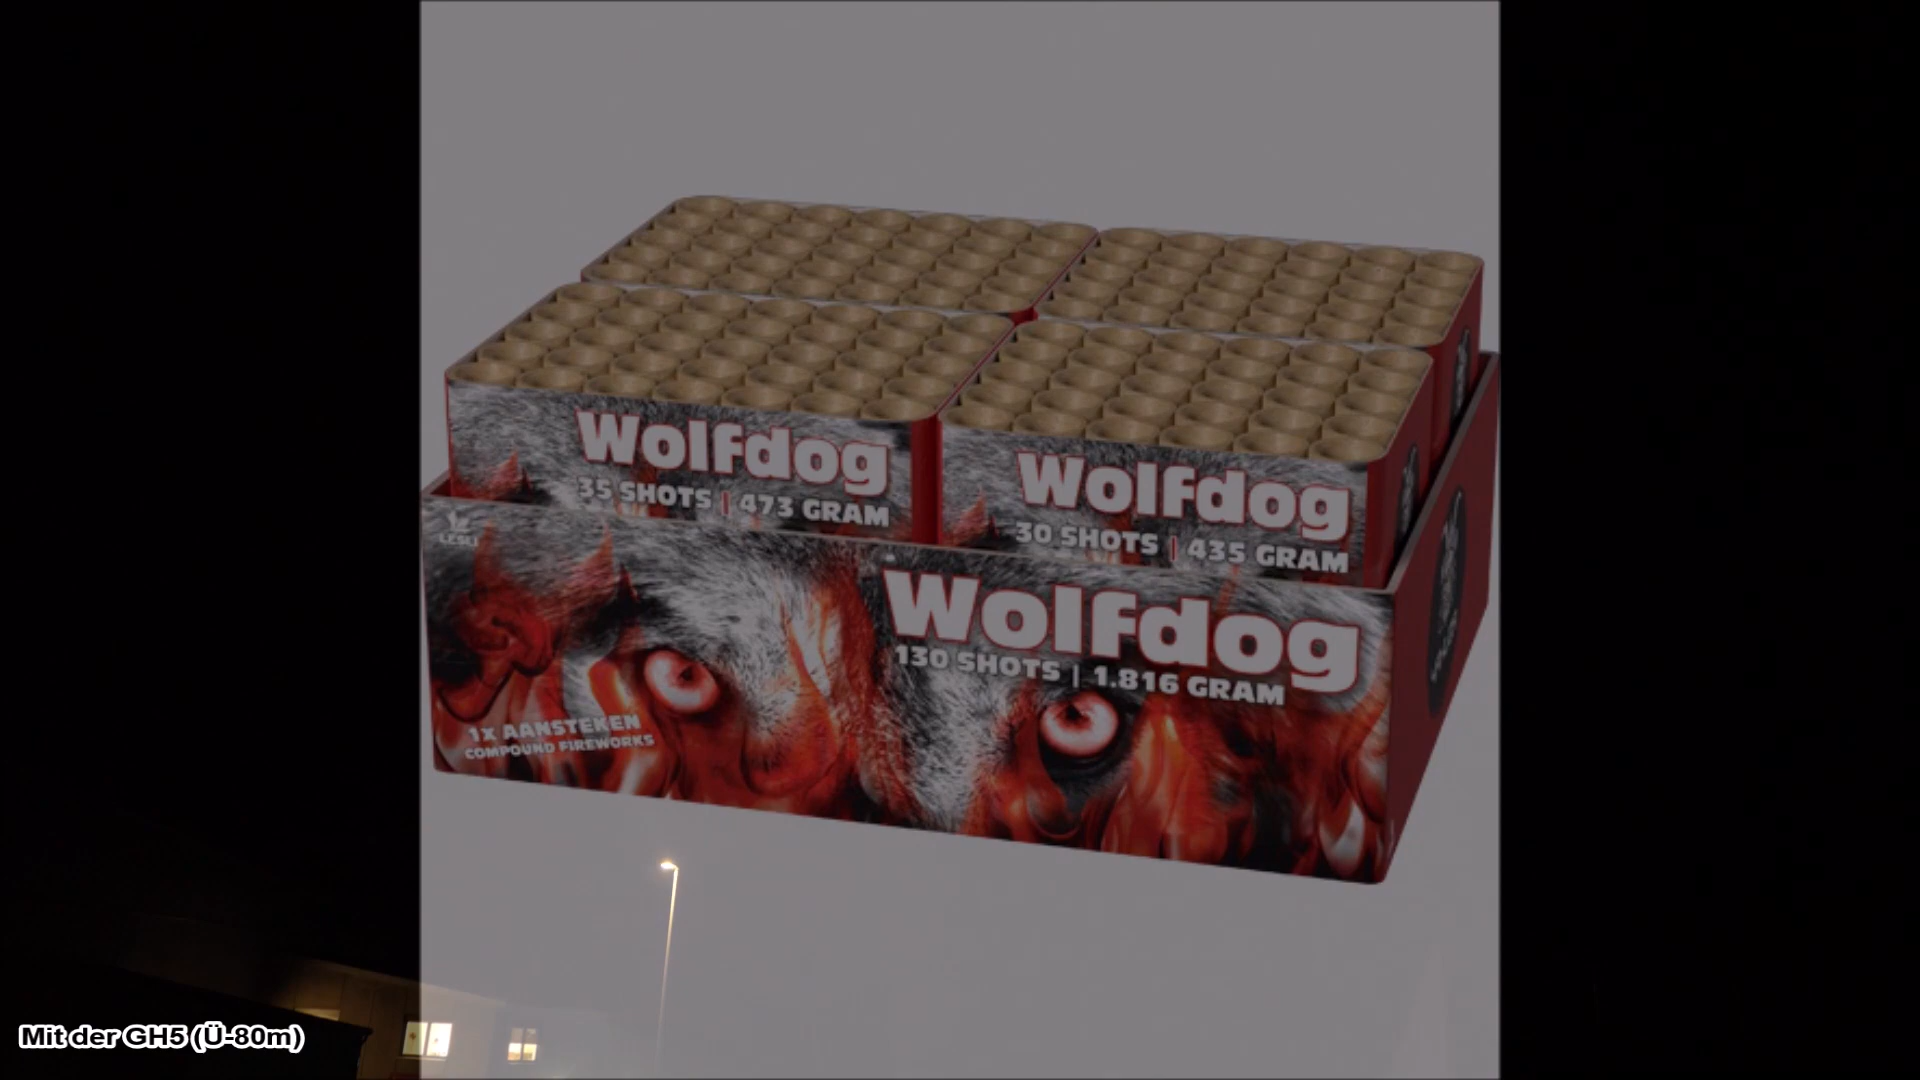 Wolfdog
35 SHOTS | 473 GRAM
Wolfdog
30 SHOTS | 435 GRAM
LESLI
Wolfdog
130 SHOTS | 1.816 GRAM
1X AANSTEKEN
COMPOUND FIREWORKS
Mit der GH5 (Ü-80m)